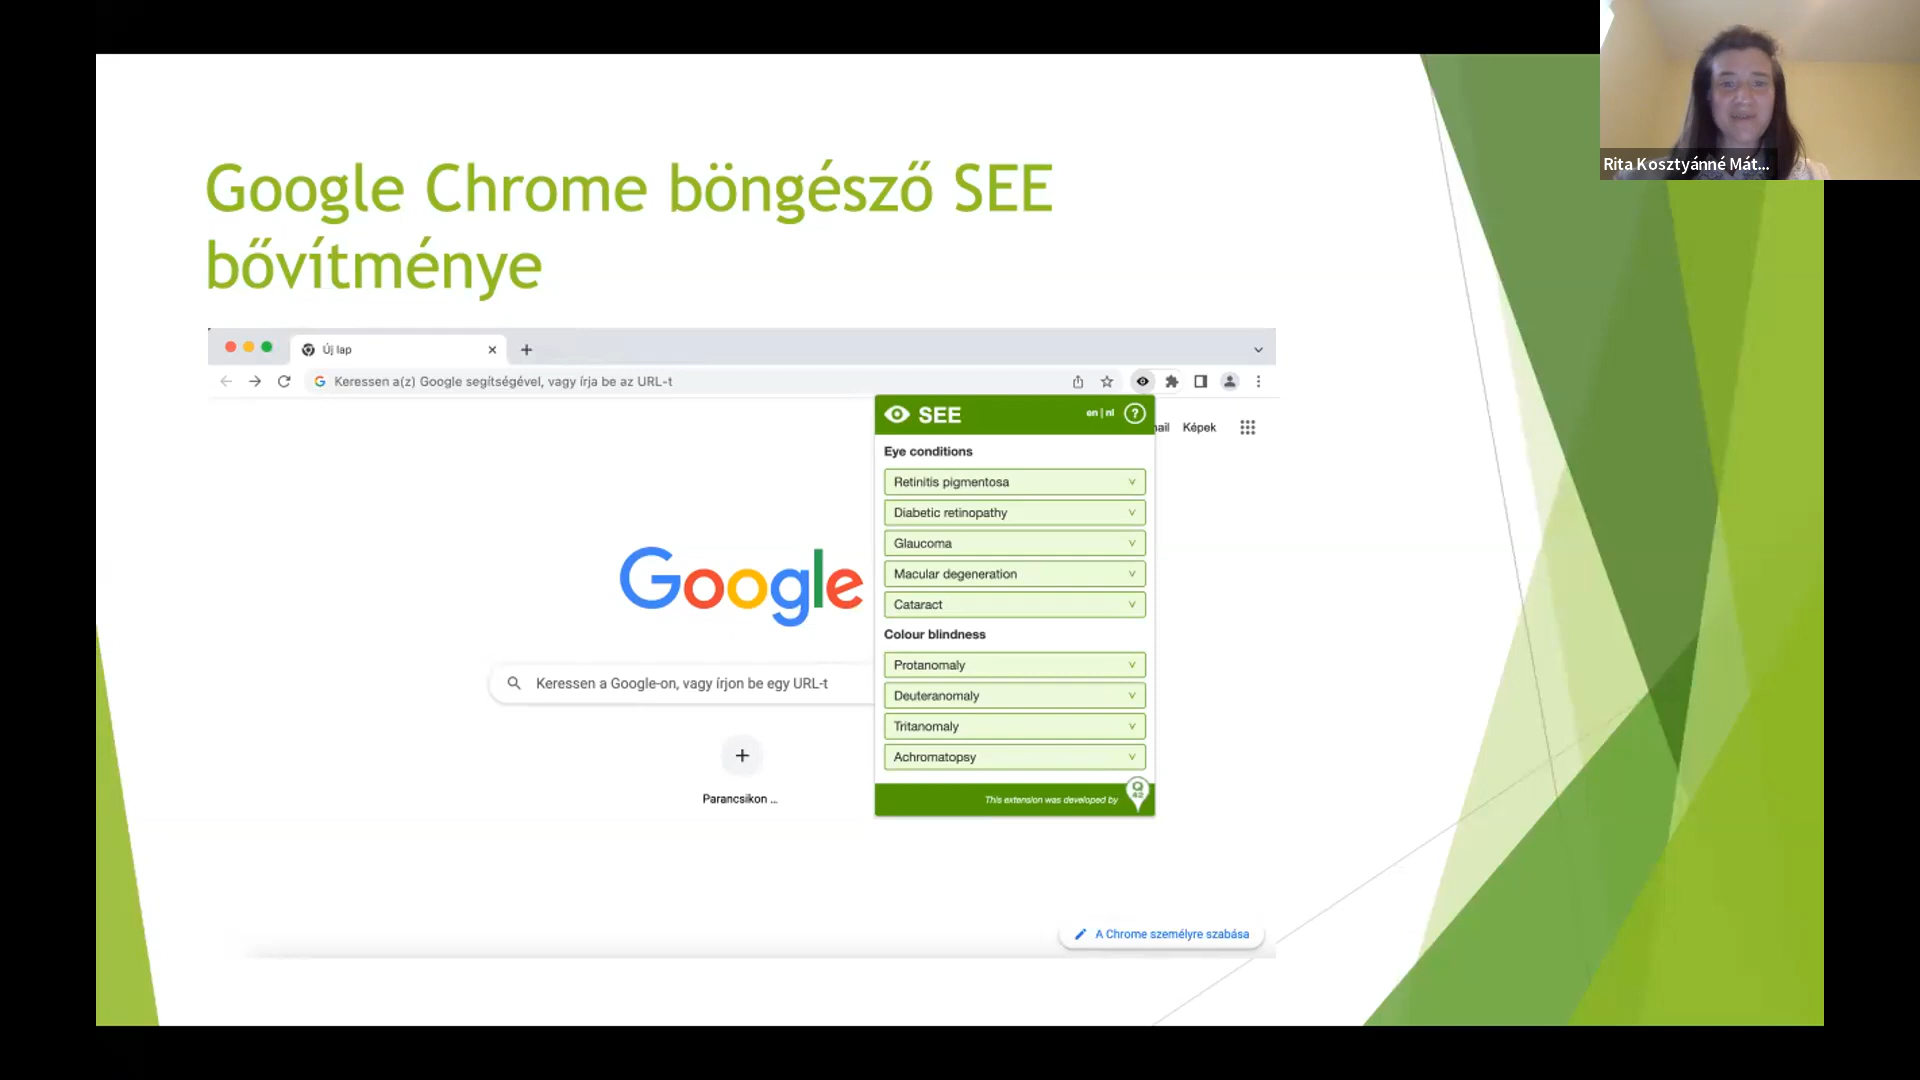 Rita Kosztyánné Mát...
Google Chrome böngésző SEE
bővítménye
Új lap
Keressen a(z) Google segítségével, vagy írja be az URL-t
SEE
en | nl
?
ail Képek
Eye conditions
Retinitis pigmentosa
Diabetic retinopathy
Glaucoma
Macular degeneration
Cataract
Colour blindness
Protanomaly
Deuteranomaly
Tritanomaly
Achromatopsy
This extension was developed by
Q
42
Google
Keressen a Google-on, vagy írjon be egy URL-t
Parancsikon ...
A Chrome személyre szabása